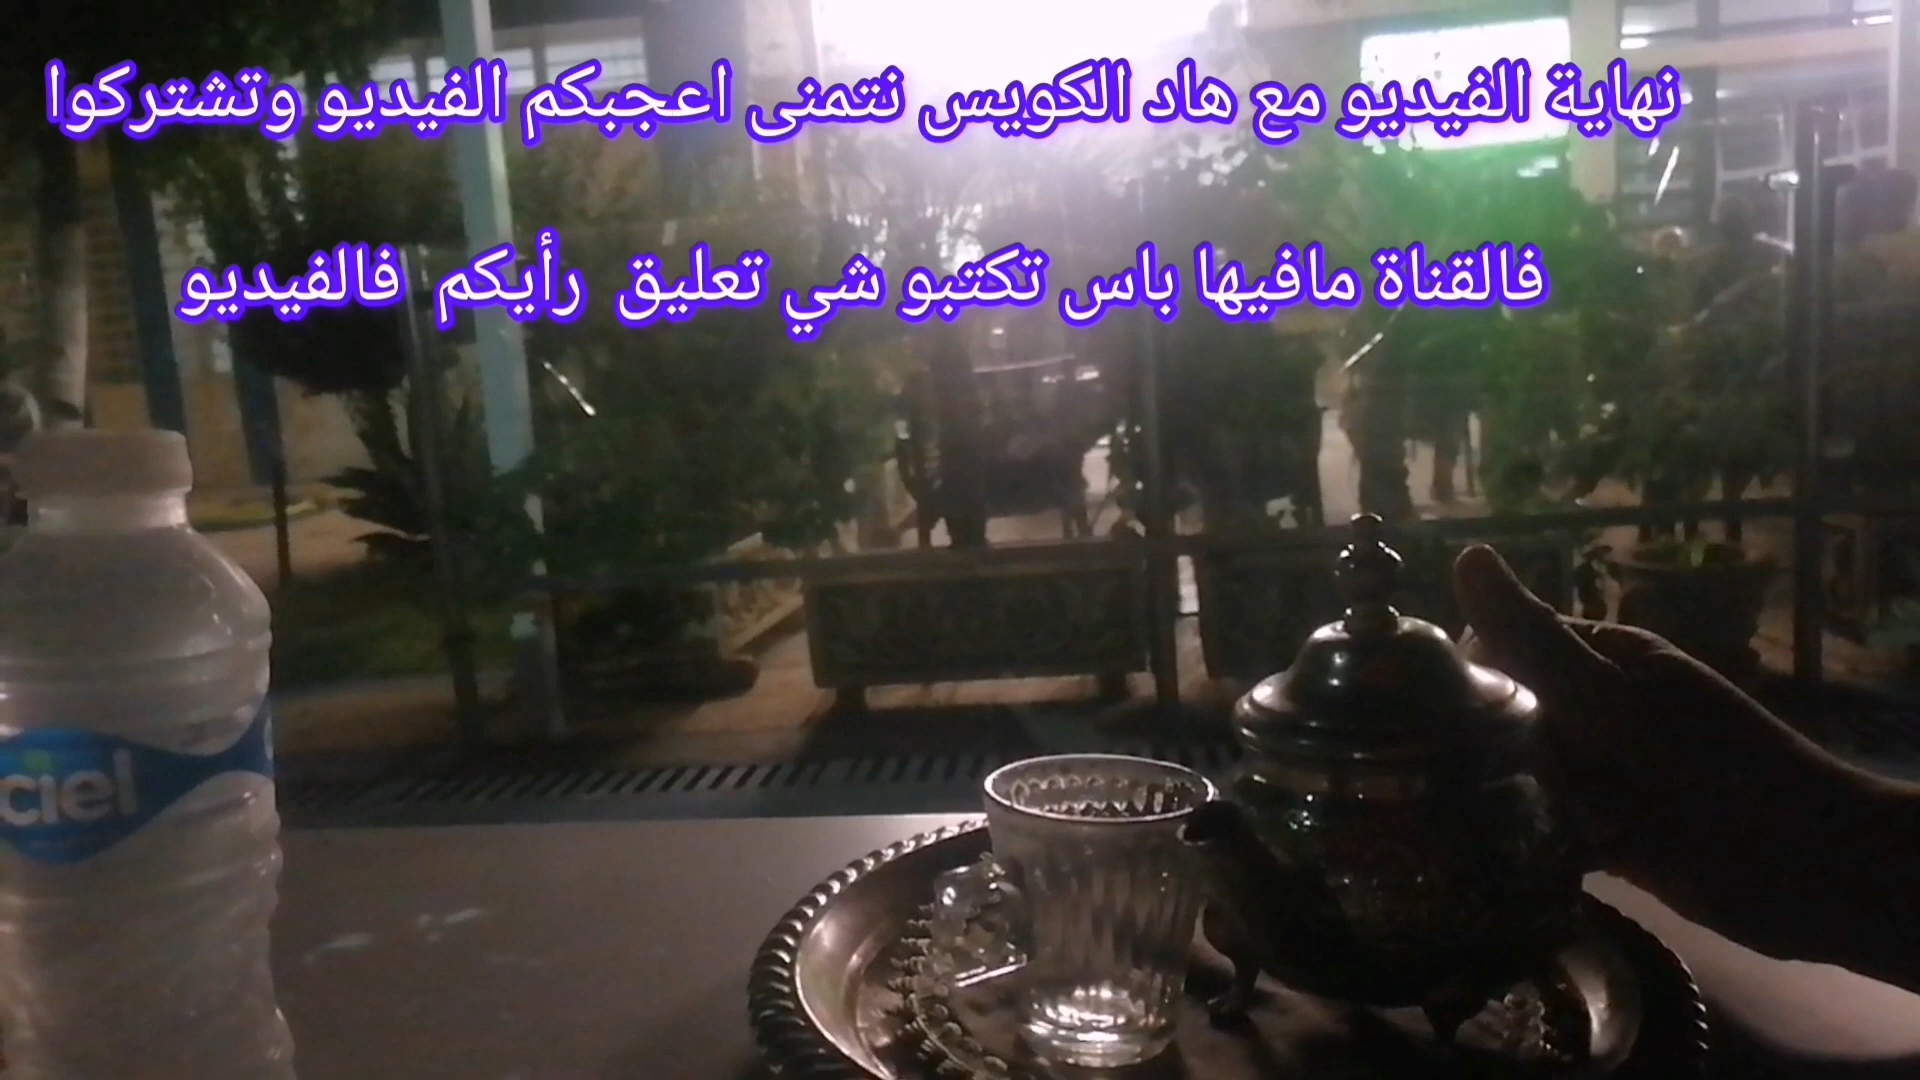 نهاية الفيديو مع هاد الكويس نتمنى اعجبكم الفيديو وتشتركوا
فالقناة مافيها باس تكتبو شي تعليق رأيكم فالفيديو
ciel